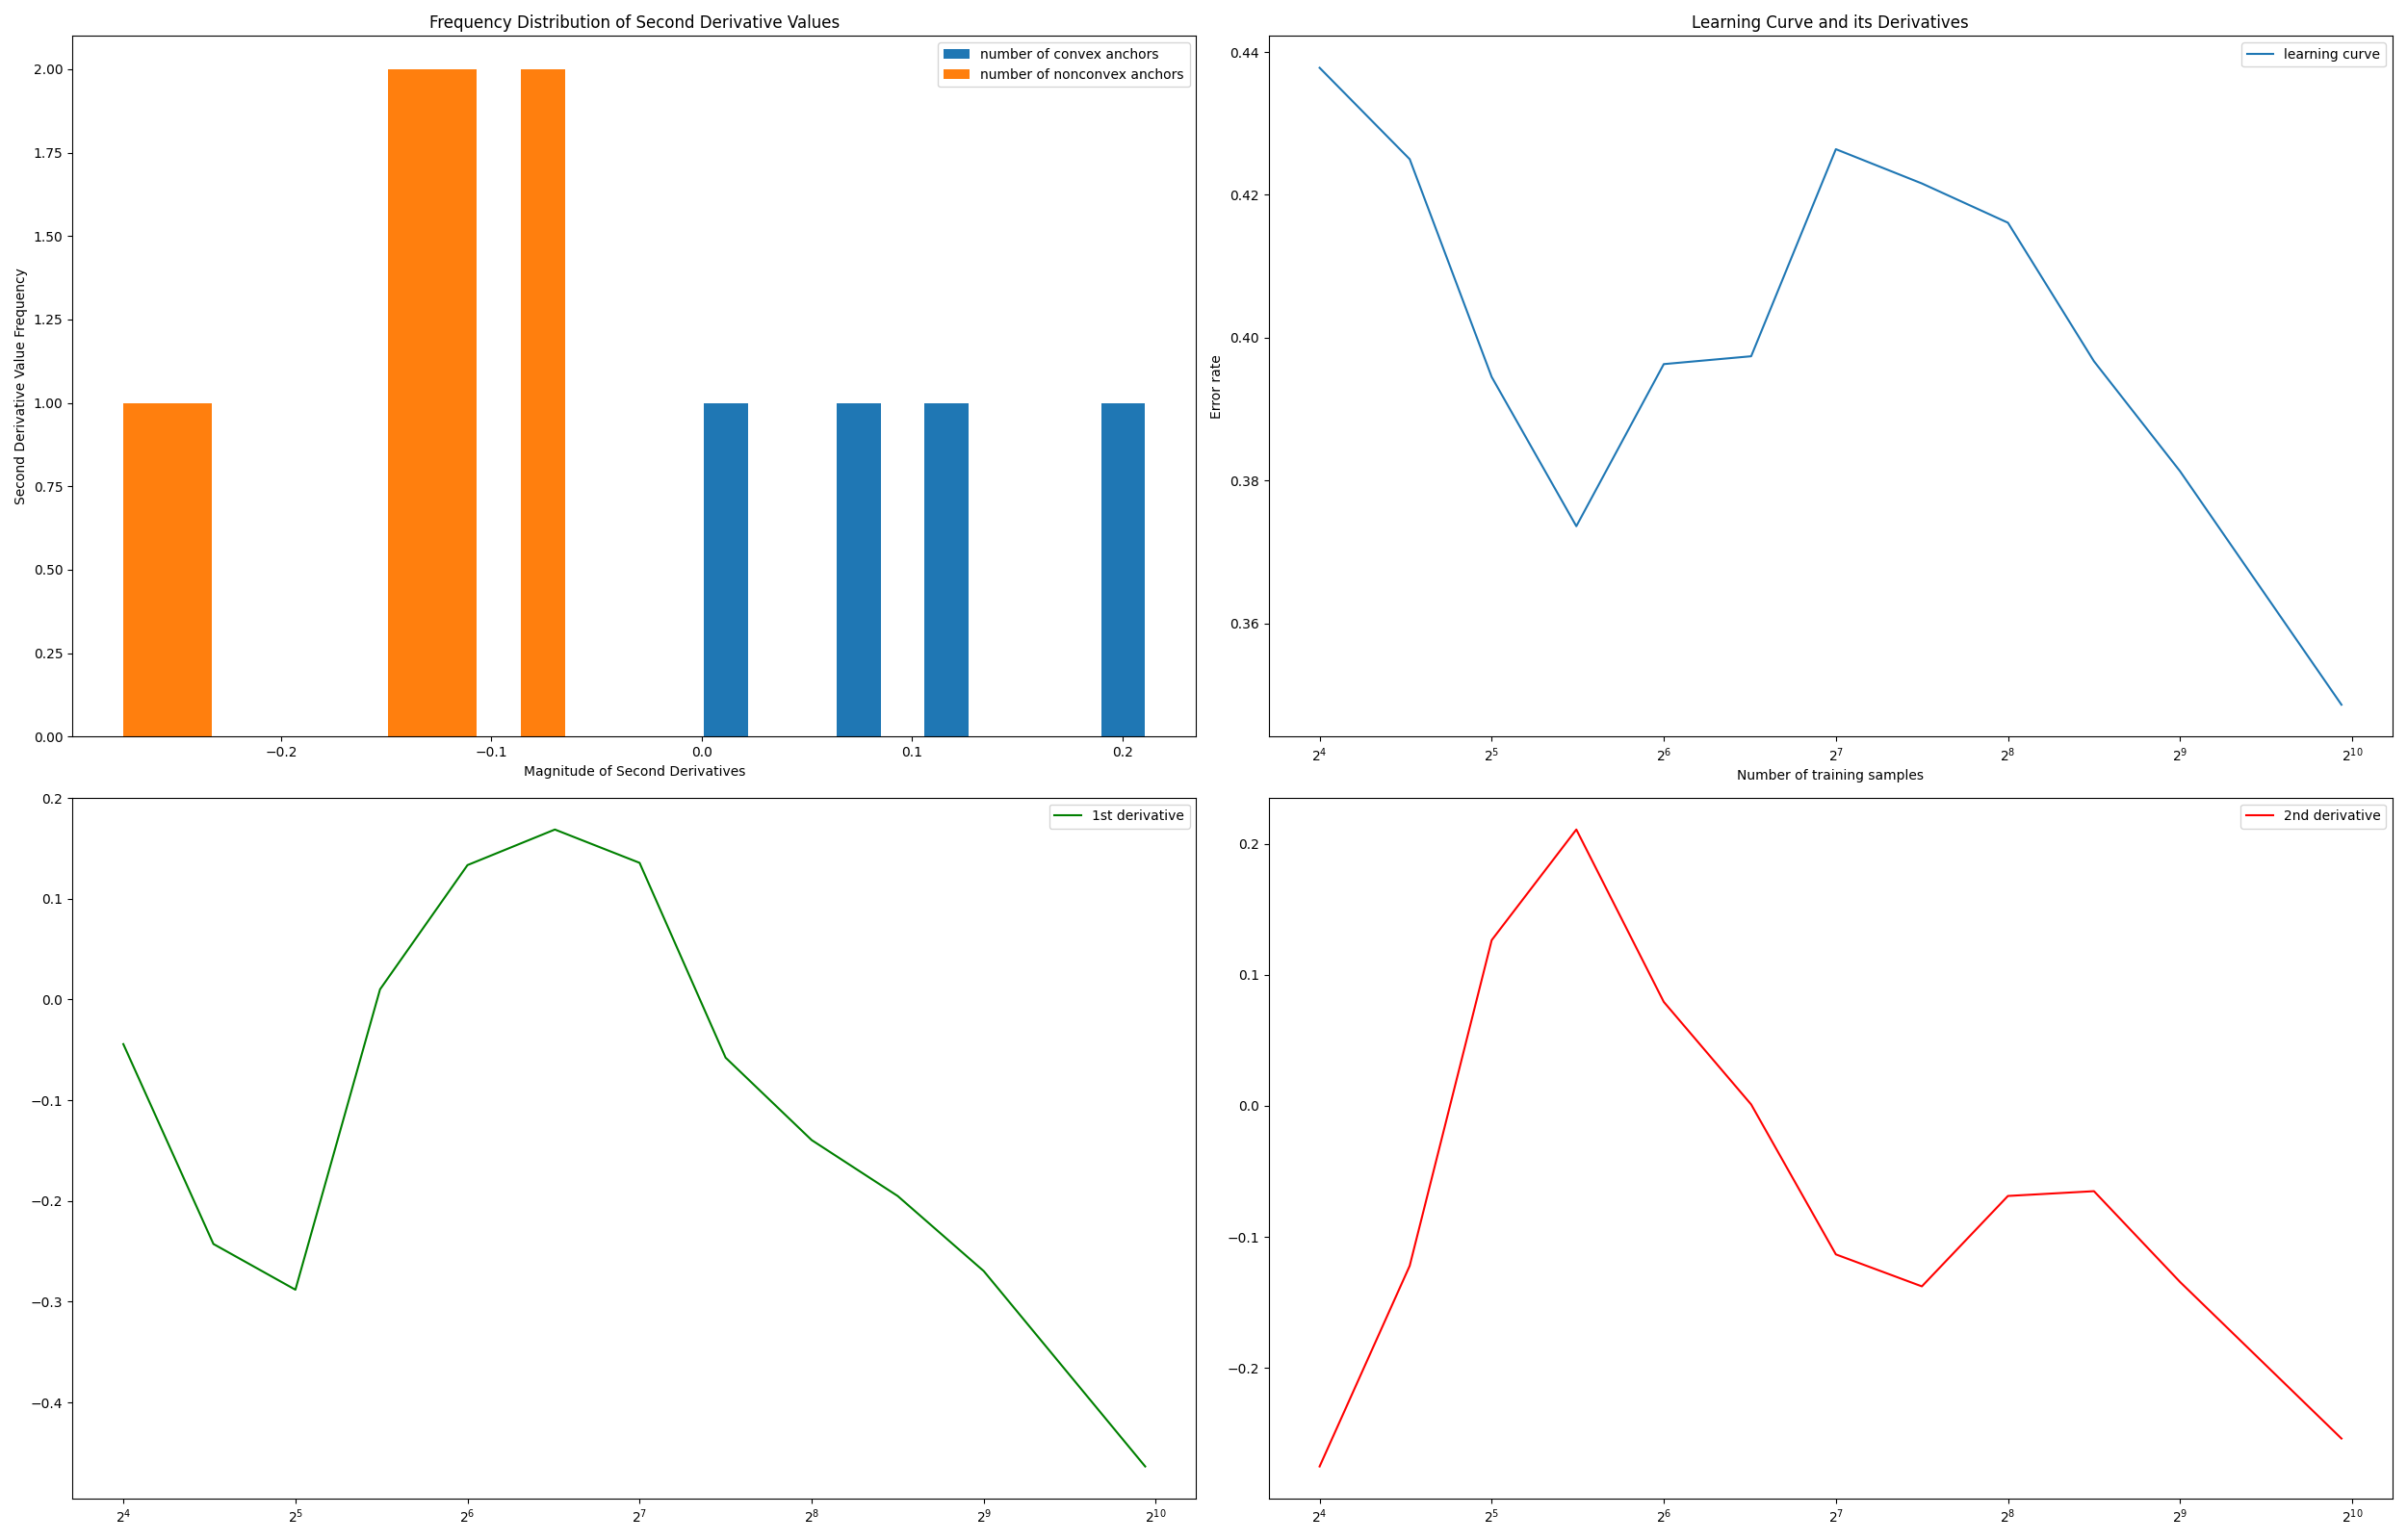 Frequency Distribution of Second Derivative Values
number of convex anchors
number of nonconvex anchors
Second Derivative Value Frequency
2.00
1.75
1.50
1.25
1.00
0.75
0.50
0.25
0.00
−0.2 −0.1 0.0 0.1 0.2
Magnitude of Second Derivatives
Learning Curve and its Derivatives
learning curve
Error rate
0.44
0.42
0.40
0.38
0.36
2⁴ 2⁵ 2⁶ 2⁷ 2⁸ 2⁹ 2¹⁰
Number of training samples
1st derivative
0.2
0.1
0.0
−0.1
−0.2
−0.3
−0.4
2⁴ 2⁵ 2⁶ 2⁷ 2⁸ 2⁹ 2¹⁰
2nd derivative
0.2
0.1
0.0
−0.1
−0.2
2⁴ 2⁵ 2⁶ 2⁷ 2⁸ 2⁹ 2¹⁰